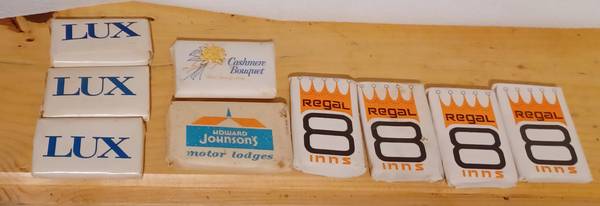 LUX
LUX
LUX
Cashmere
Bouquet
HOWARD
JOHNSON'S
motor lodges
Regal
8
inns
Regal
8
inns
Regal
8
inns
Regal
8
inns